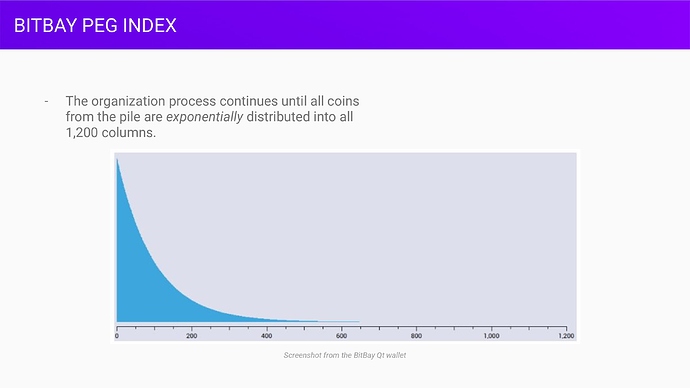 BITBAY PEG INDEX
- The organization process continues until all coins
from the pile are exponentially distributed into all
1,200 columns.
0 200 400 600 800 1,000 1,200
Screenshot from the BitBay Qt wallet